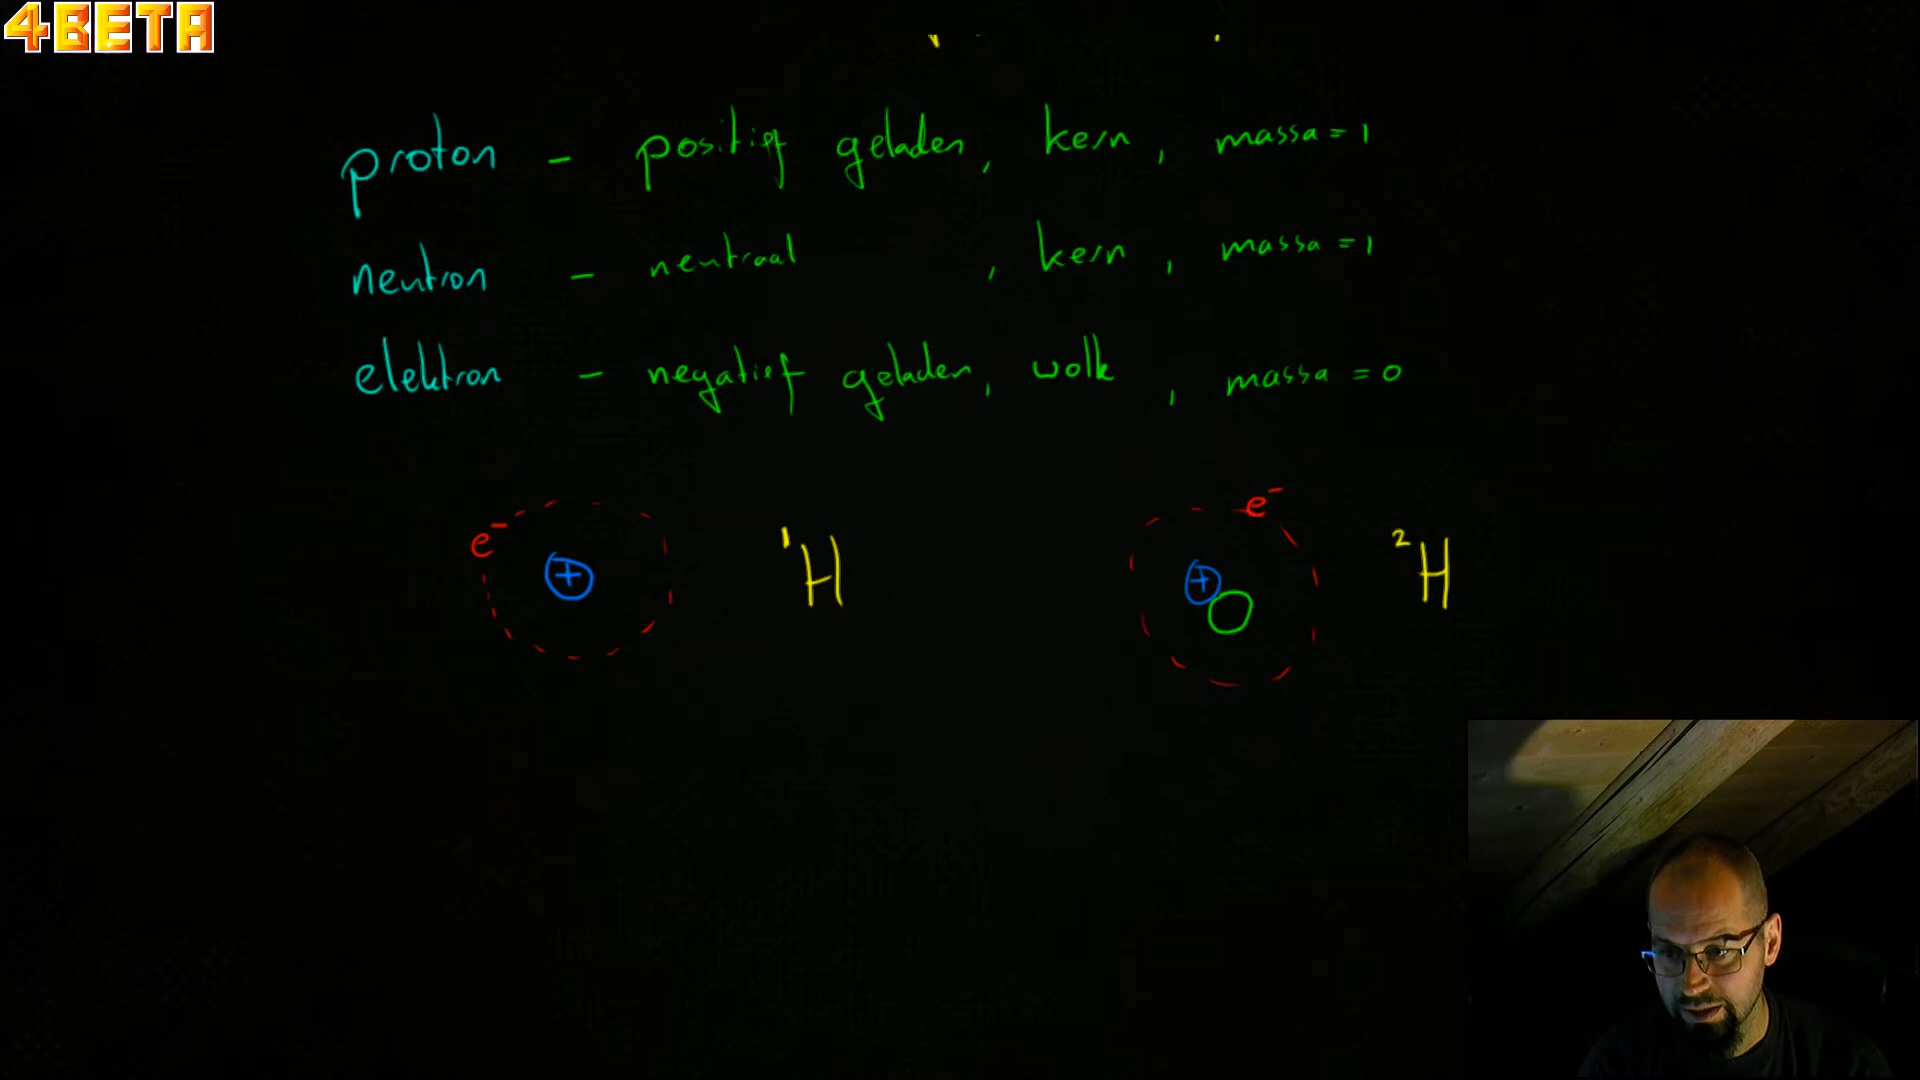 4BETA
proton - positief geladen, kern, massa = 1
neutron - neutraal , kern, massa = 1
elektron - negatief geladen, wolk, massa = 0
e⁻ ⊕ ¹H e⁻ ⊕ ²H